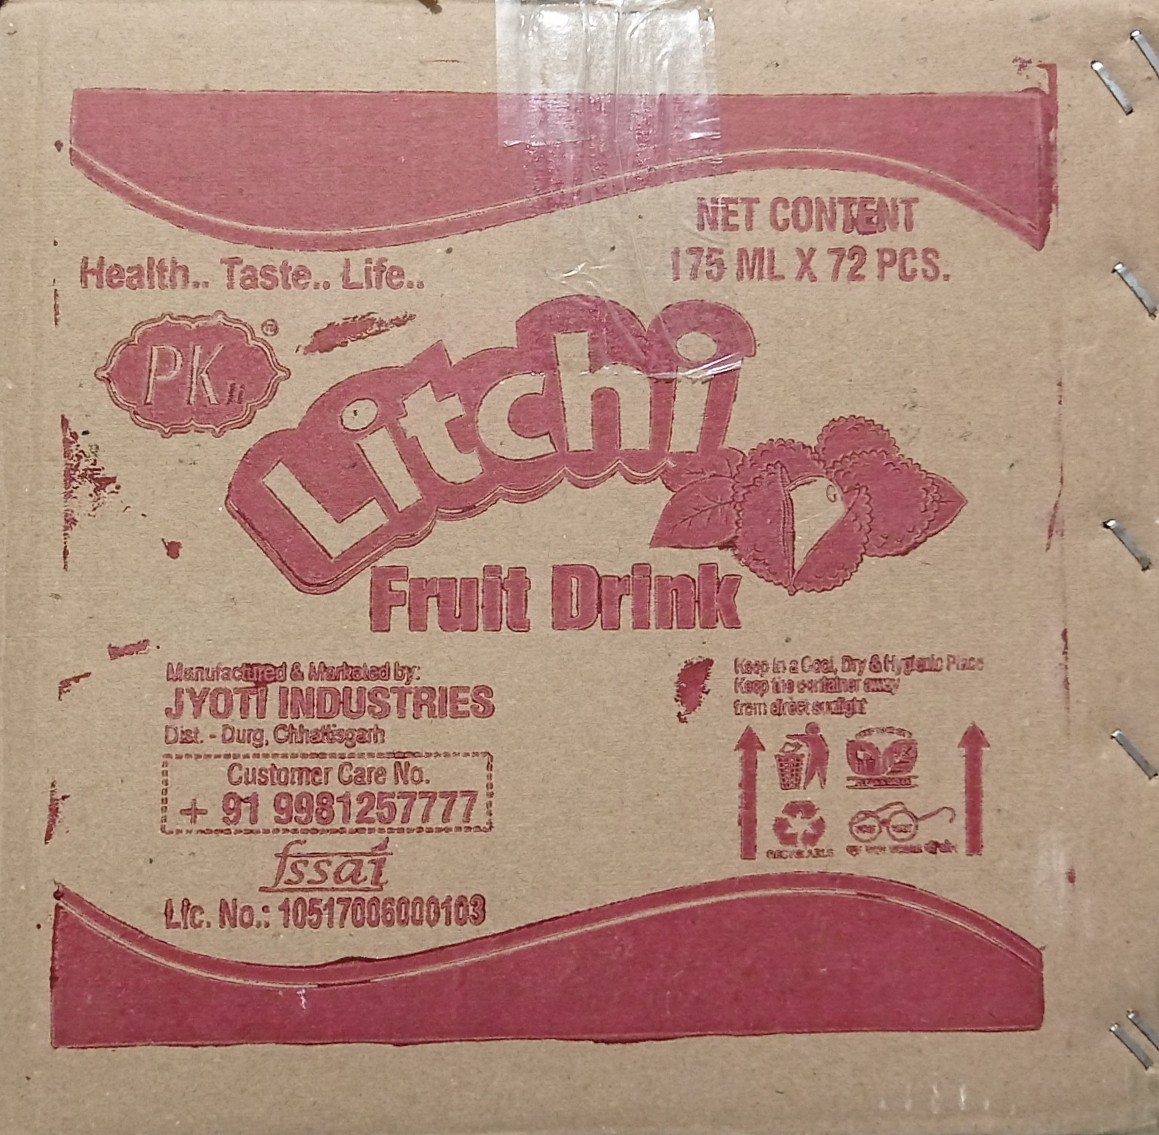 NET CONTENT
175 ML X 72 PCS.
Health.. Taste.. Life..
PK
Litchi
Fruit Drink
Manufactured & Marketed by:
JYOTI INDUSTRIES
Dist. - Durg, Chhattisgarh
Customer Care No.
+ 91 9981257777
fssai
Lic. No.: 10517006000103
Keep in a Cool, Dry & Hygienic Place
Keep the container away
from direct sunlight
RECYCLABLE